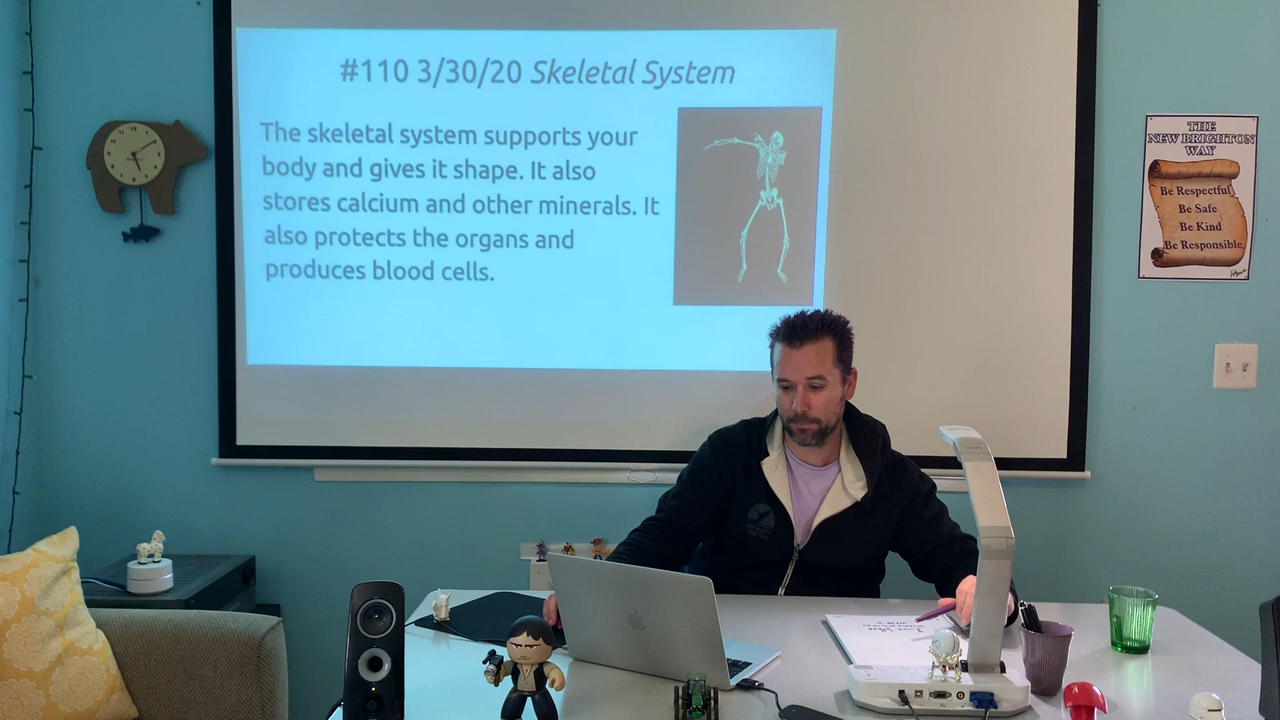 #110 3/30/20 Skeletal System
The skeletal system supports your
body and gives it shape. It also
stores calcium and other minerals. It
also protects the organs and
produces blood cells.
THE
NEW BRIGHTON
WAY
Be Respectful
Be Safe
Be Kind
Be Responsible